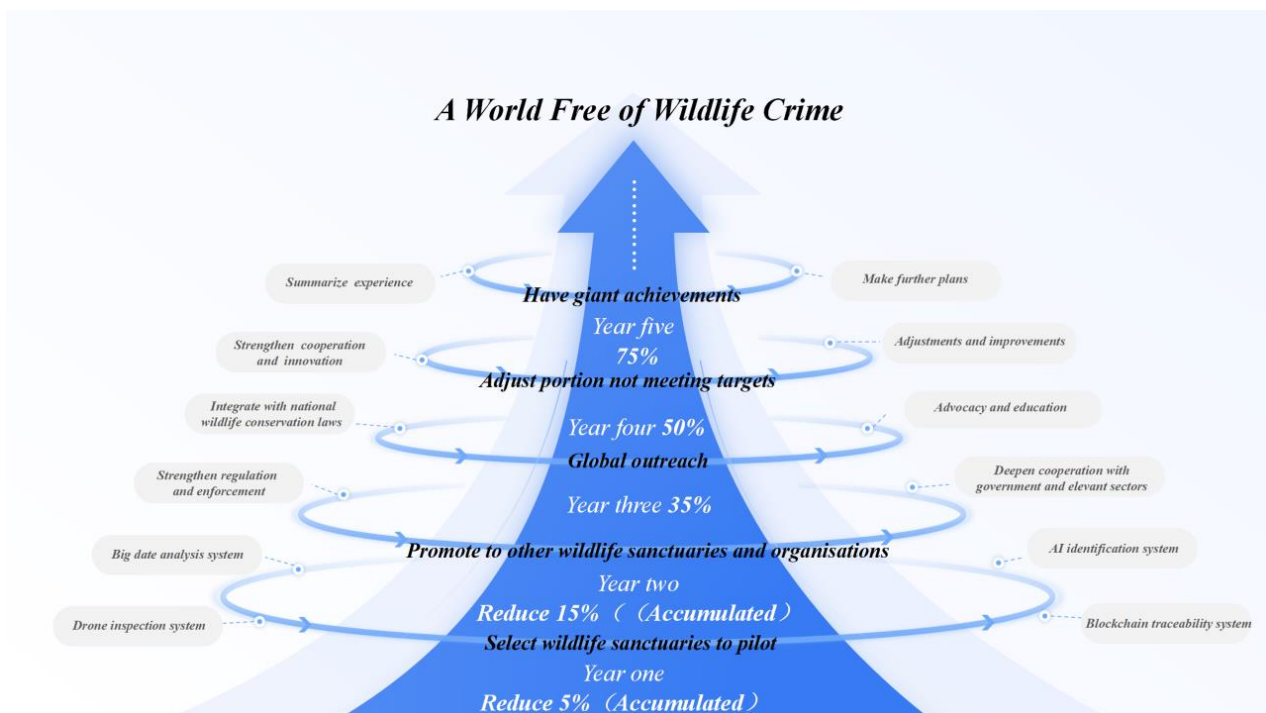 A World Free of Wildlife Crime
Summarize experience
Make further plans
Have giant achievements
Year five
75%
Strengthen cooperation
and innovation
Adjustments and improvements
Adjust portion not meeting targets
Integrate with national
wildlife conservation laws
Advocacy and education
Year four 50%
Global outreach
Strengthen regulation
and enforcement
Deepen cooperation with
government and elevant sectors
Year three 35%
Promote to other wildlife sanctuaries and organisations
Big date analysis system
AI identification system
Year two
Reduce 15%（（Accumulated）
Drone inspection system
Blockchain traceability system
Select wildlife sanctuaries to pilot
Year one
Reduce 5%（Accumulated）